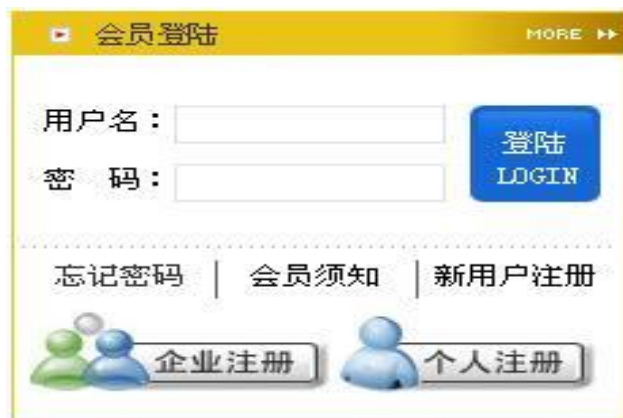 会员登陆 MORE
用户名：
登陆
LOGIN
密 码：
忘记密码 | 会员须知 | 新用户注册
企业注册 个人注册